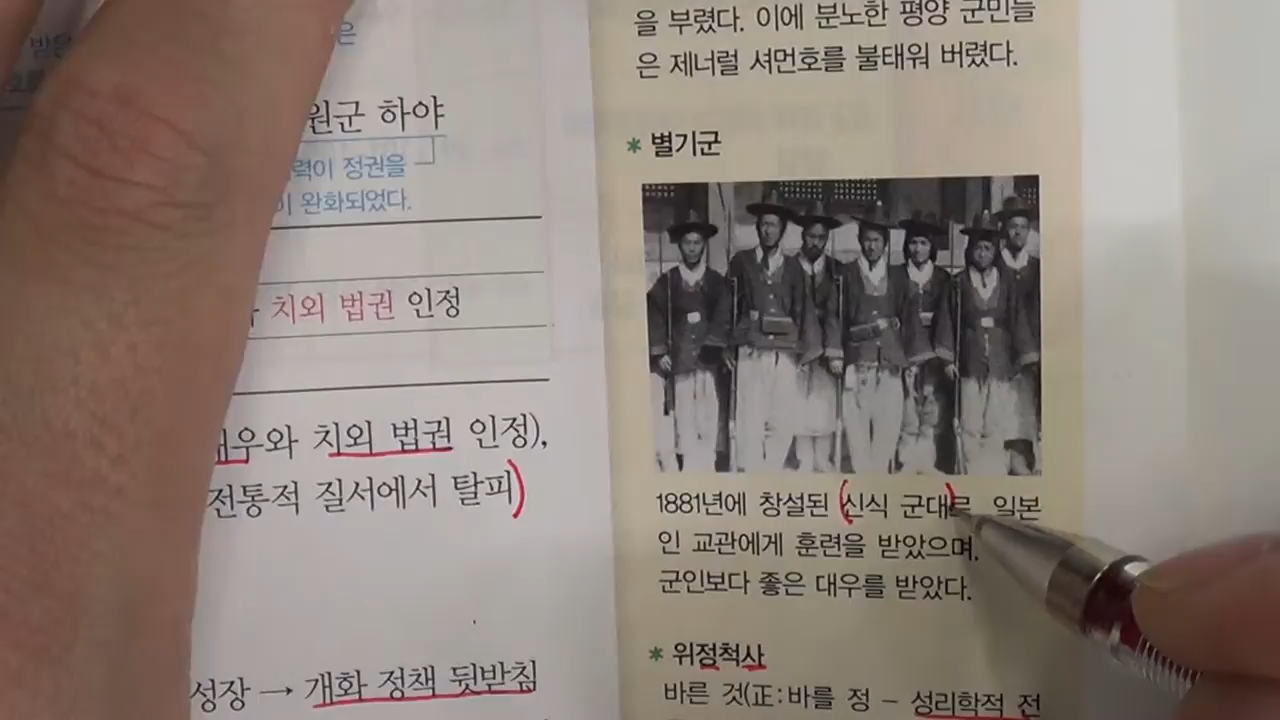 은
원군 하야
력이 정권을
이 완화되었다.
치외 법권 인정
대우와 치외 법권 인정),
전통적 질서에서 탈피)
성장 → 개화 정책 뒷받침
을 부렸다. 이에 분노한 평양 군민들
은 제너럴 셔먼호를 불태워 버렸다.
* 별기군
1881년에 창설된 (신식 군대)로 일본
인 교관에게 훈련을 받았으며,
군인보다 좋은 대우를 받았다.
* 위정척사
바른 것(正:바를 정 – 성리학적 전